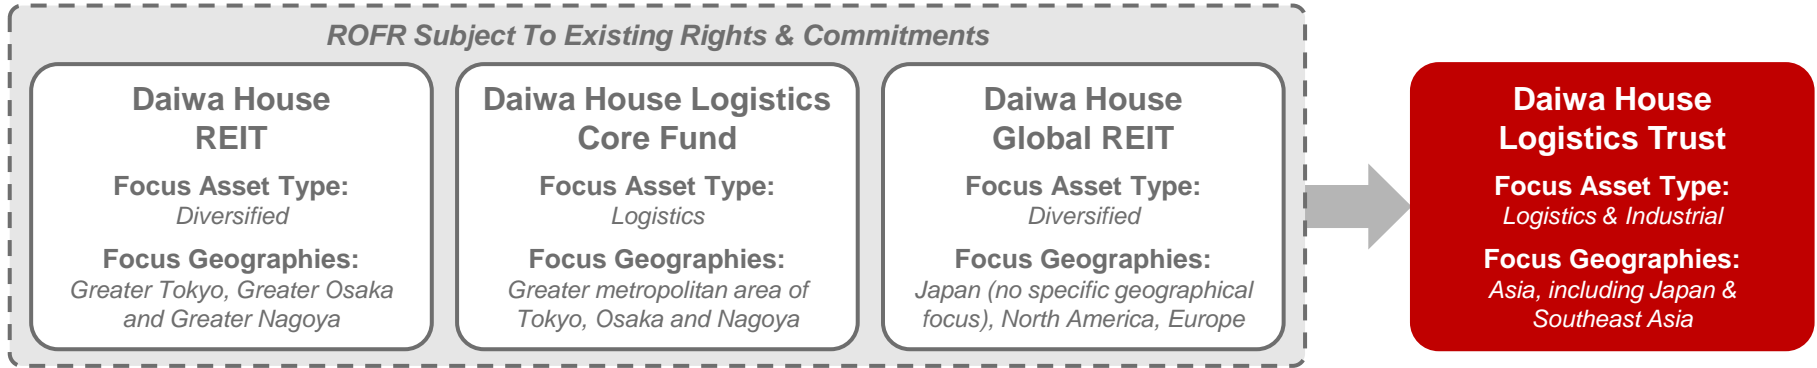 ROFR Subject To Existing Rights & Commitments
Daiwa House
REIT
Focus Asset Type:
Diversified
Focus Geographies:
Greater Tokyo, Greater Osaka
and Greater Nagoya
Daiwa House Logistics
Core Fund
Focus Asset Type:
Logistics
Focus Geographies:
Greater metropolitan area of
Tokyo, Osaka and Nagoya
Daiwa House
Global REIT
Focus Asset Type:
Diversified
Focus Geographies:
Japan (no specific geographical
focus), North America, Europe
Daiwa House
Logistics Trust
Focus Asset Type:
Logistics & Industrial
Focus Geographies:
Asia, including Japan &
Southeast Asia